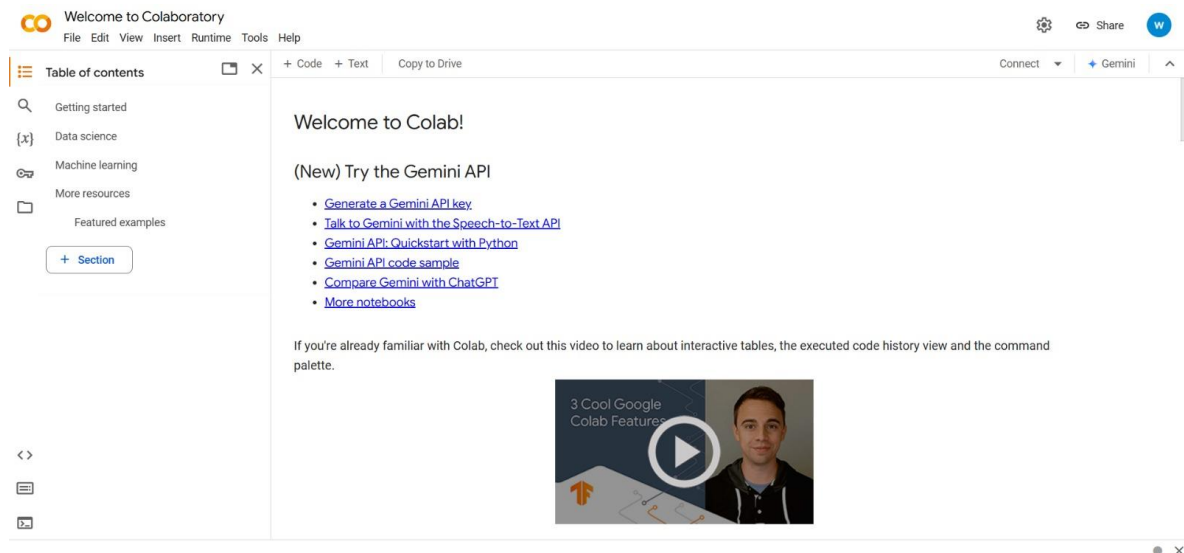 Welcome to Colaboratory
File Edit View Insert Runtime Tools Help
Share
W
Table of contents
+ Code + Text Copy to Drive
Connect
Gemini
Getting started
Data science
Machine learning
More resources
Featured examples
+ Section
{x}
Welcome to Colab!
(New) Try the Gemini API
• Generate a Gemini API key
• Talk to Gemini with the Speech-to-Text API
• Gemini API: Quickstart with Python
• Gemini API code sample
• Compare Gemini with ChatGPT
• More notebooks
If you're already familiar with Colab, check out this video to learn about interactive tables, the executed code history view and the command
palette.
3 Cool Google
Colab Features